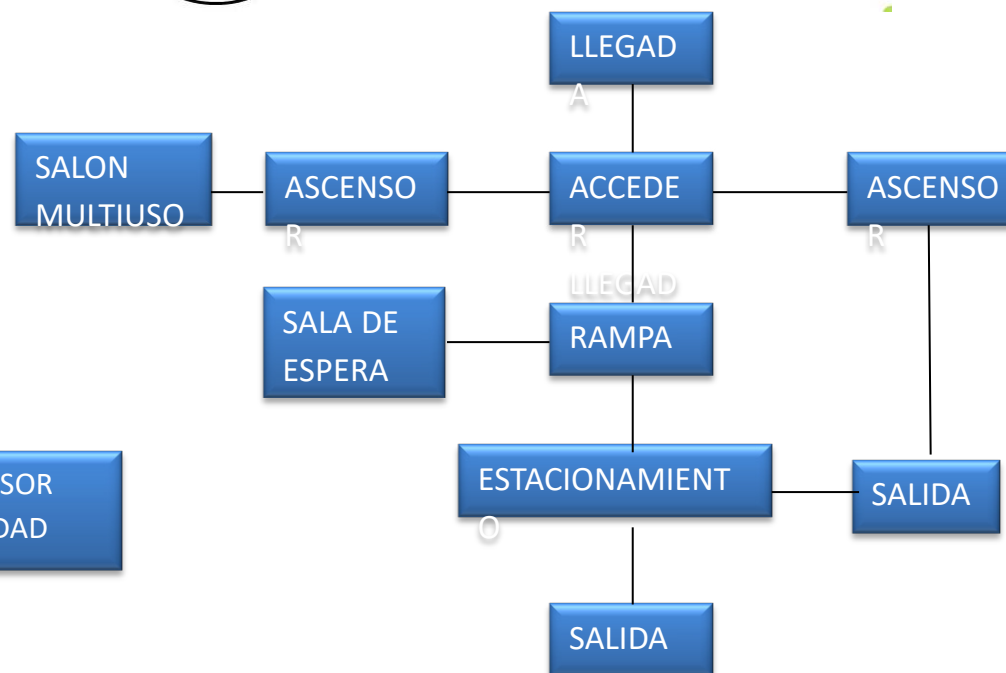 LLEGAD
A
SALON
MULTIUSO
ASCENSO
R
ACCEDE
R
LLEGAD
ASCENSO
R
SALA DE
ESPERA
RAMPA
SOR
DAD
ESTACIONAMIENT
O
SALIDA
SALIDA